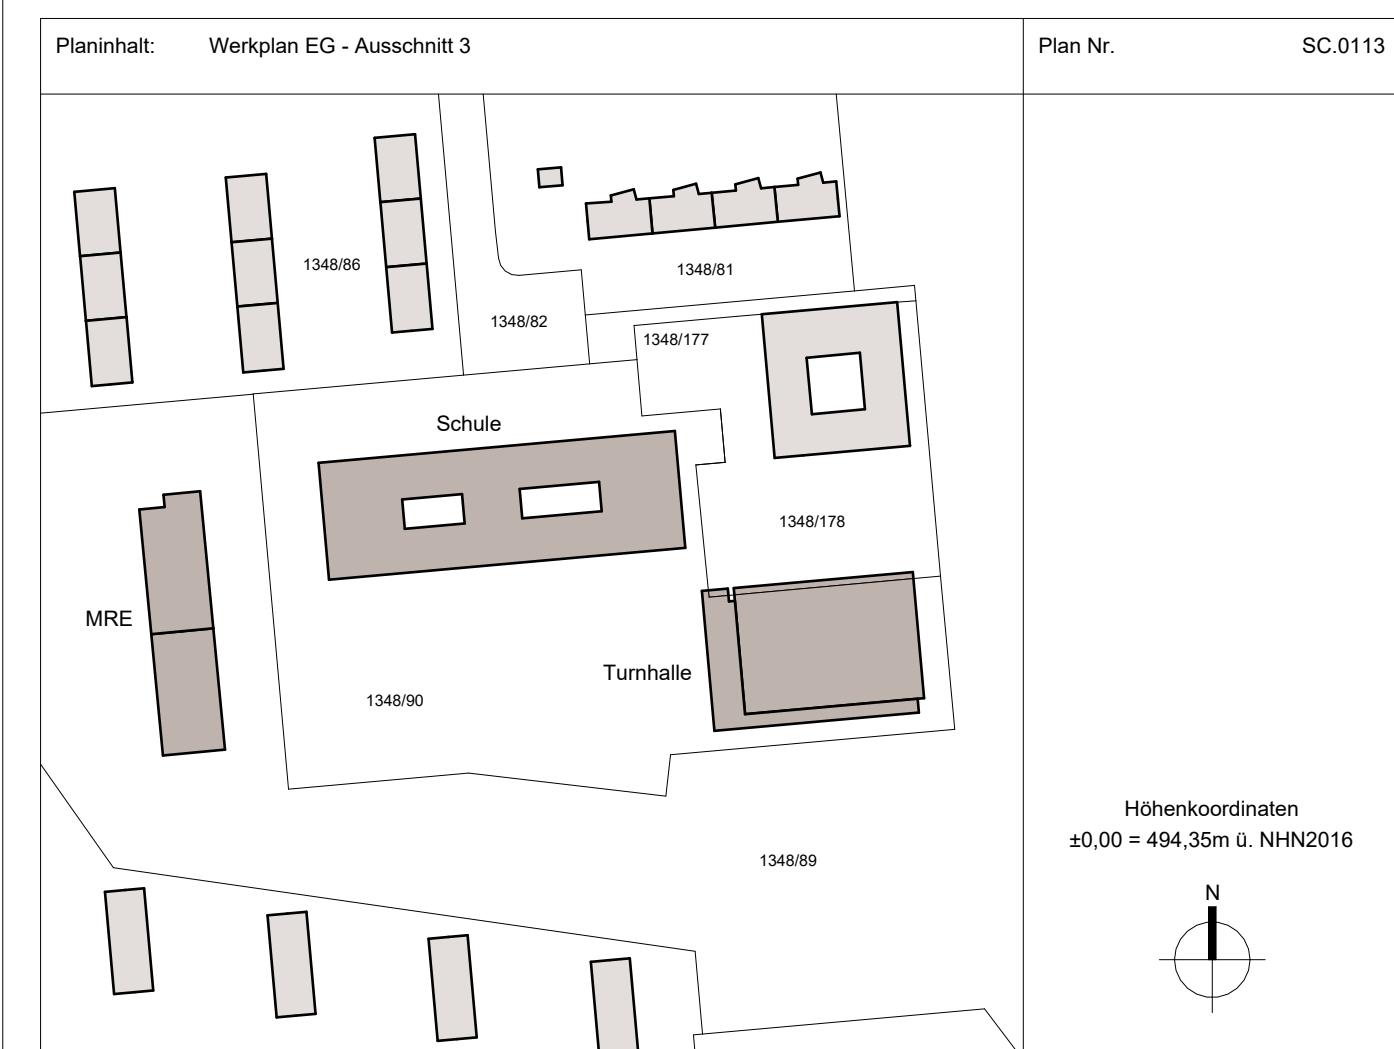 Planinhalt: Werkplan EG - Ausschnitt 3
Plan Nr. SC.0113
1348/86
1348/81
1348/82
1348/177
Schule
1348/178
MRE
Turnhalle
1348/90
Höhenkoordinaten
±0,00 = 494,35m ü. NHN2016
1348/89
N